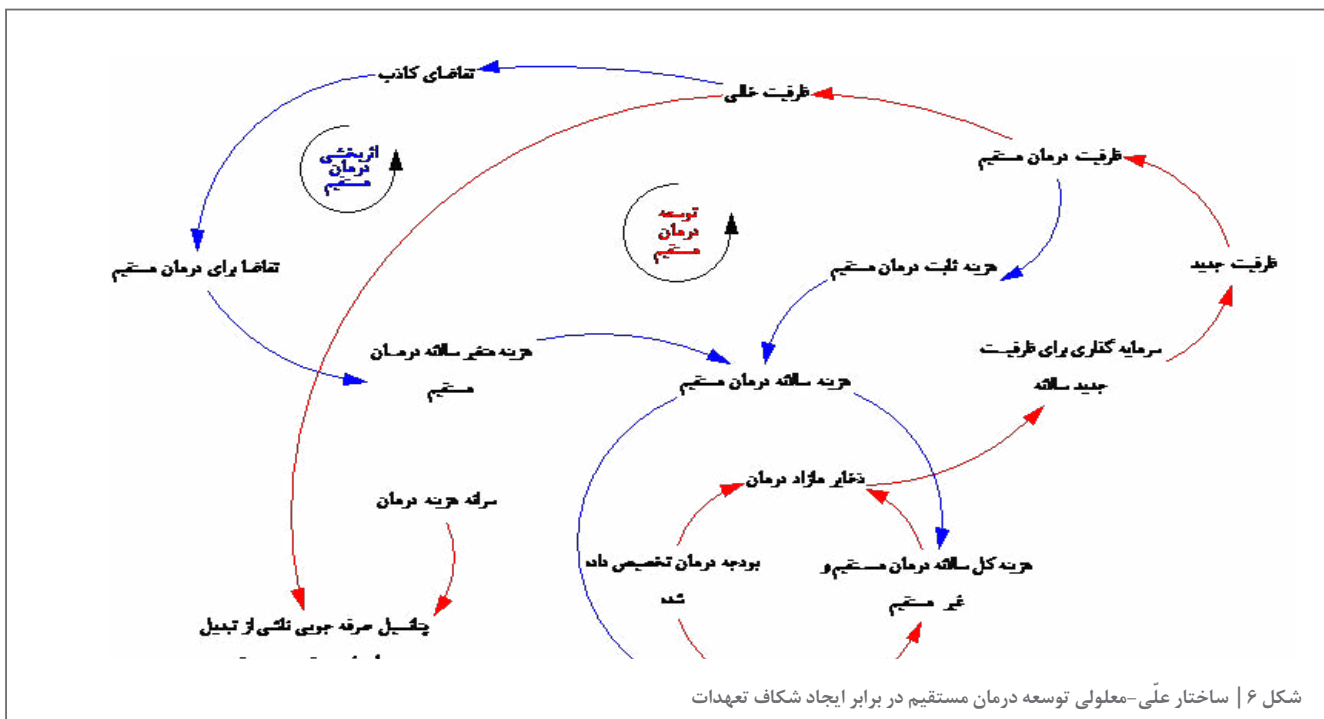 تقاضای کاذب
ظرفیت خالی
ظرفیت درمان مستقیم
اثربخشی
درمان
مستقیم
توسعه
درمان
مستقیم
ظرفیت جدید
هزینه ثابت درمان مستقیم
تقاضا برای درمان مستقیم
سرمایه گذاری برای ظرفیت
جدید سالانه
هزینه متغیر سالانه درمان
مستقیم
هزینه سالانه درمان مستقیم
ذخایر مازاد درمان
سرانه هزینه درمان
هزینه کل سالانه درمان مستقیم و
غیر مستقیم
بودجه درمان تخصیص داده
شده
پتانسیل صرفه جویی ناشی از تبدیل
شکل ۶ | ساختار علّی-معلولی توسعه درمان مستقیم در برابر ایجاد شکاف تعهدات